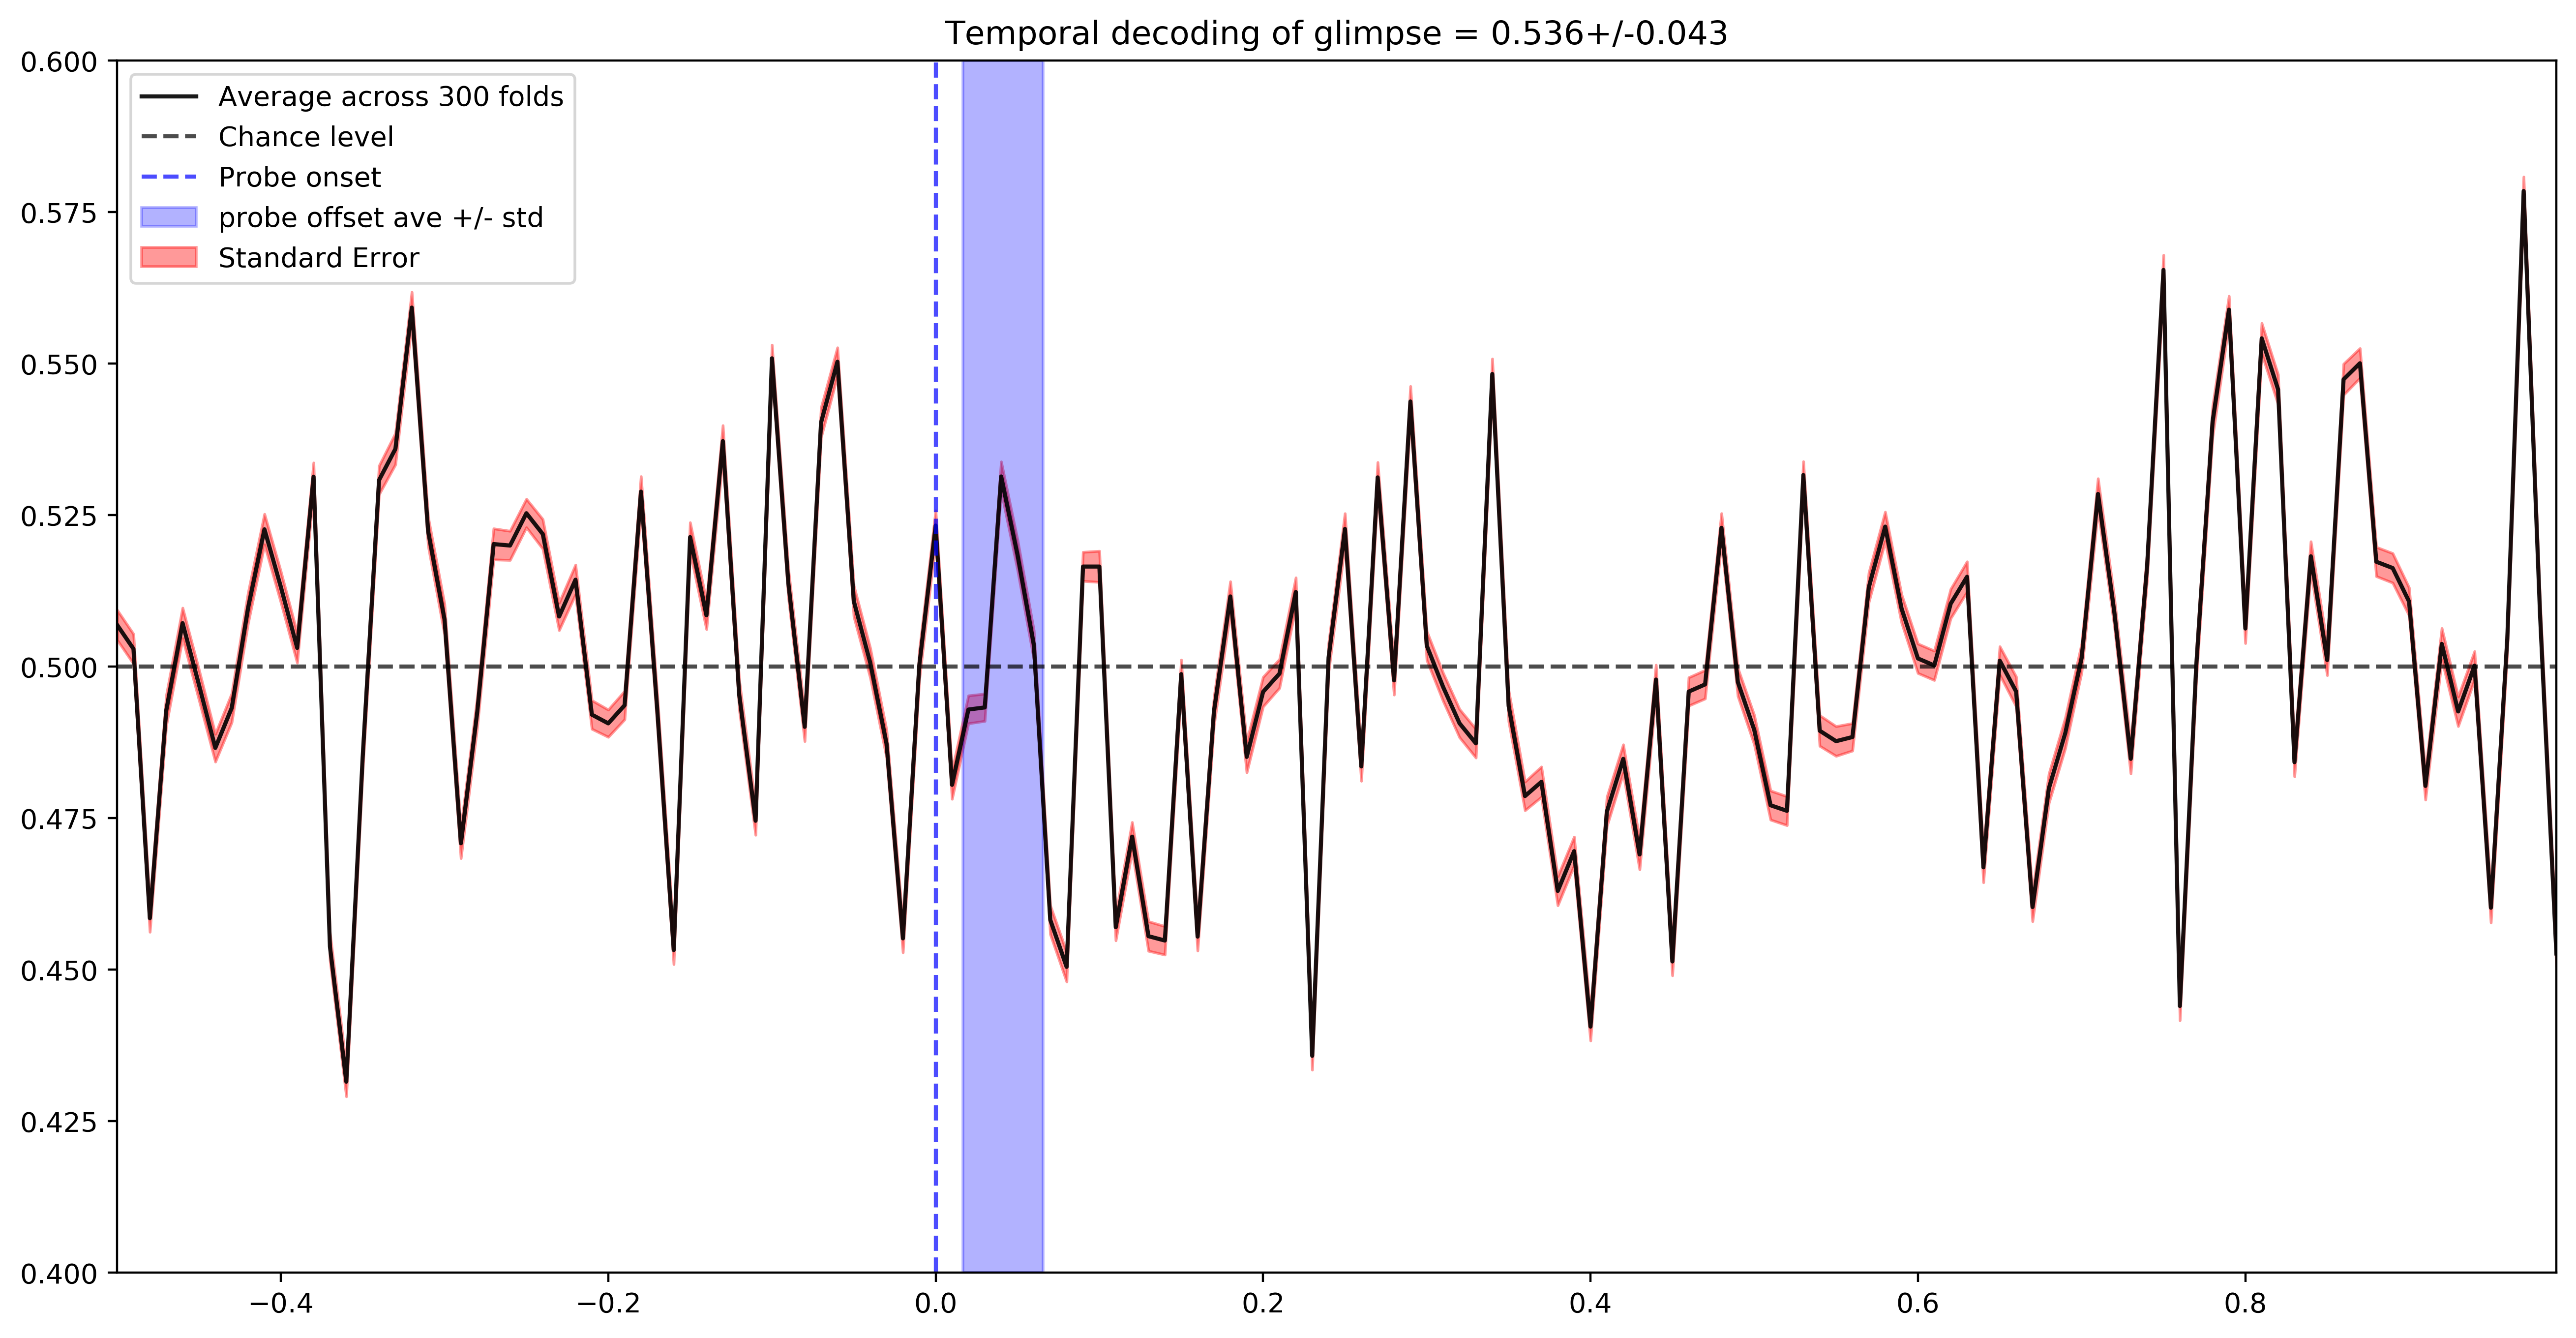 Temporal decoding of glimpse = 0.536+/-0.043
0.600
0.575
0.550
0.525
0.500
0.475
0.450
0.425
0.400
Average across 300 folds
Chance level
Probe onset
probe offset ave +/- std
Standard Error
−0.4
−0.2
0.0
0.2
0.4
0.6
0.8